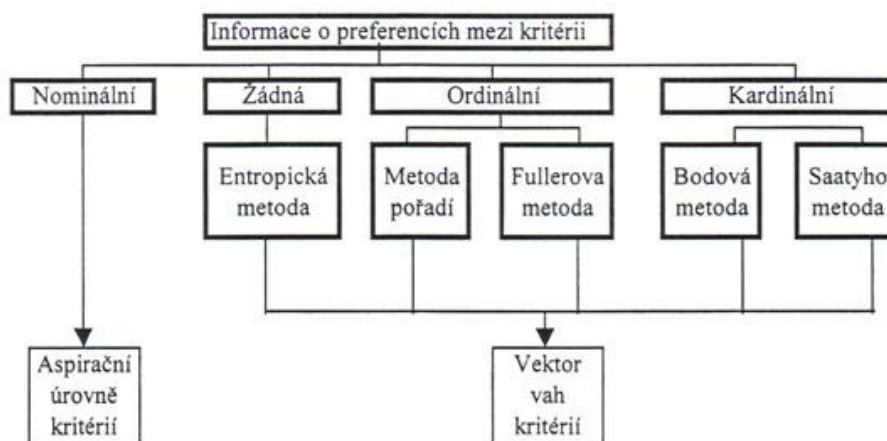 Informace o preferencích mezi kritérii
Nominální
Žádná
Ordinální
Kardinální
Entropická
metoda
Metoda
pořadí
Fullerova
metoda
Bodová
metoda
Saatyho
metoda
Aspirační
úrovně
kritérií
Vektor
vah
kritérií